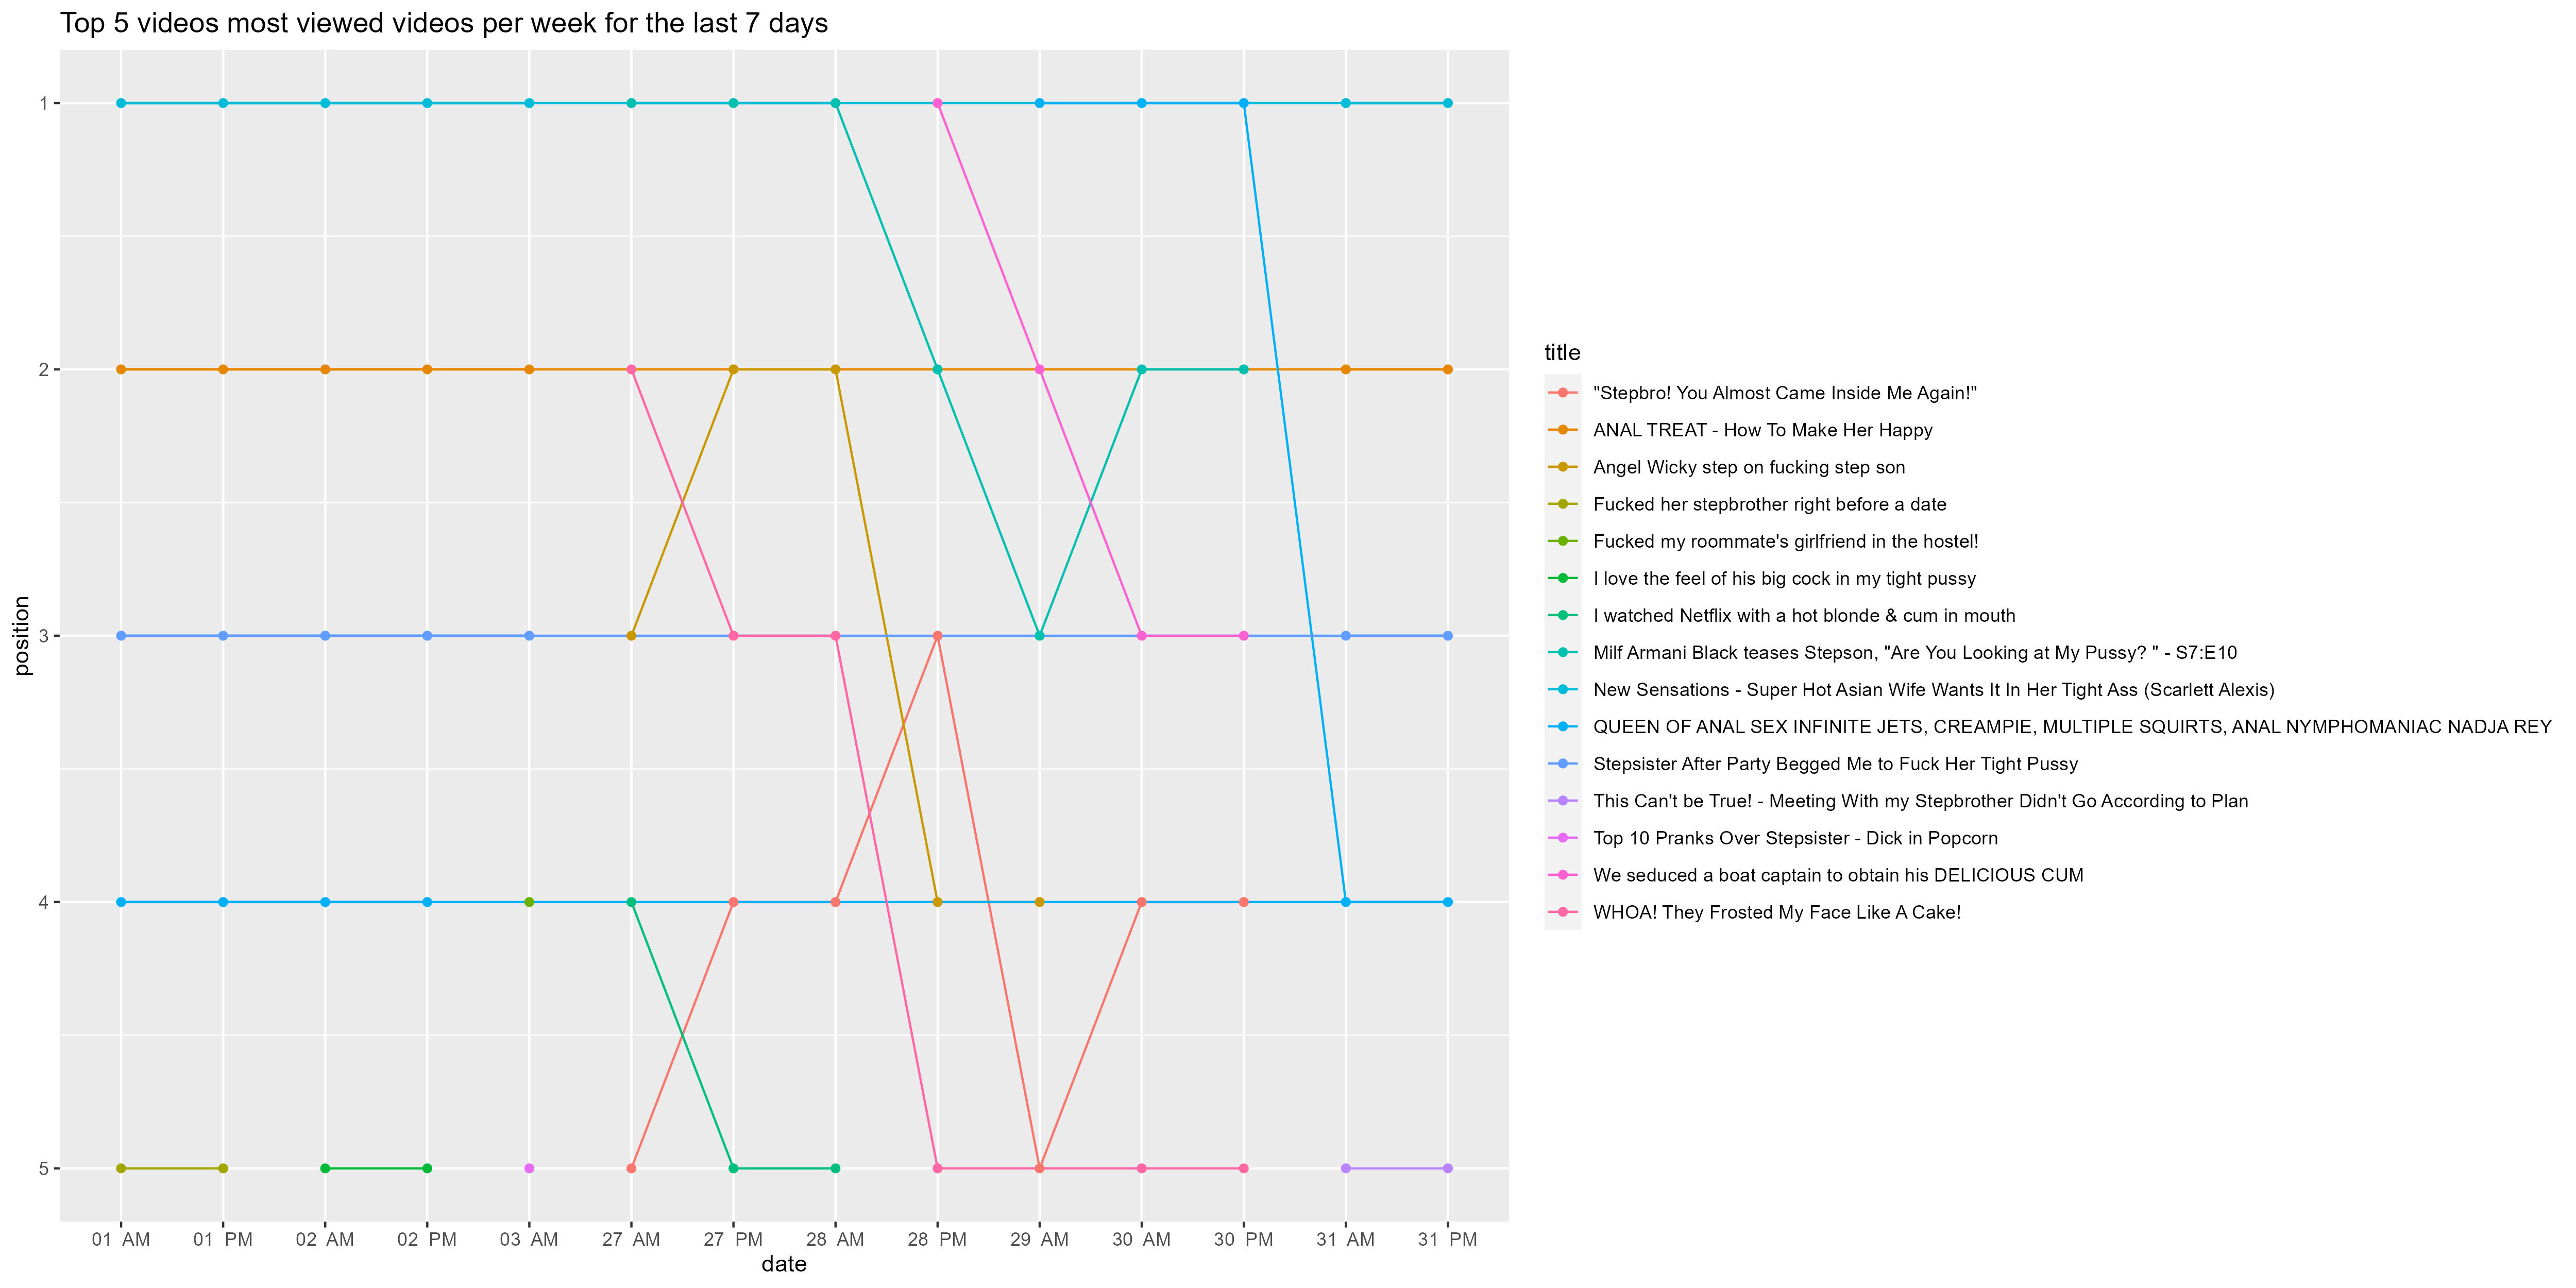 Top 5 videos most viewed videos per week for the last 7 days
position
1
2
3
4
5
01 AM
01 PM
02 AM
02 PM
03 AM
27 AM
27 PM
28 AM
28 PM
29 AM
30 AM
30 PM
31 AM
31 PM
date
title
"Stepbro! You Almost Came Inside Me Again!"
ANAL TREAT - How To Make Her Happy
Angel Wicky step on fucking step son
Fucked her stepbrother right before a date
Fucked my roommate's girlfriend in the hostel!
I love the feel of his big cock in my tight pussy
I watched Netflix with a hot blonde & cum in mouth
Milf Armani Black teases Stepson, "Are You Looking at My Pussy? " - S7:E10
New Sensations - Super Hot Asian Wife Wants It In Her Tight Ass (Scarlett Alexis)
QUEEN OF ANAL SEX INFINITE JETS, CREAMPIE, MULTIPLE SQUIRTS, ANAL NYMPHOMANIAC NADJA REY
Stepsister After Party Begged Me to Fuck Her Tight Pussy
This Can't be True! - Meeting With my Stepbrother Didn't Go According to Plan
Top 10 Pranks Over Stepsister - Dick in Popcorn
We seduced a boat captain to obtain his DELICIOUS CUM
WHOA! They Frosted My Face Like A Cake!